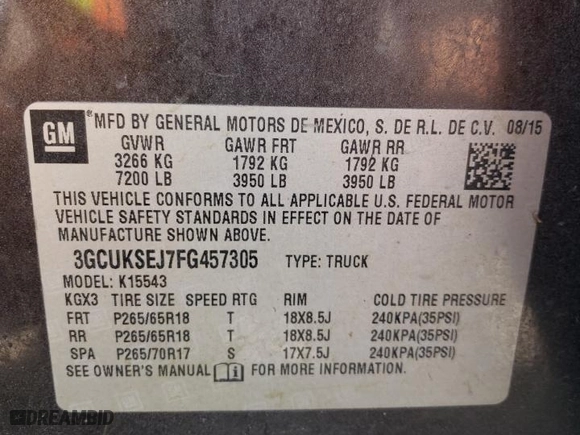 GM ® MFD BY GENERAL MOTORS DE MEXICO, S. DE R.L. DE C.V. 08/15
GVWR GAWR FRT GAWR RR
3266 KG 1792 KG 1792 KG
7200 LB 3950 LB 3950 LB
THIS VEHICLE CONFORMS TO ALL APPLICABLE U.S. FEDERAL MOTOR
VEHICLE SAFETY STANDARDS IN EFFECT ON THE DATE OF
MANUFACTURE SHOWN ABOVE.
3GCUKSEJ7FG457305 TYPE: TRUCK
MODEL: K15543
KGX3 TIRE SIZE SPEED RTG RIM COLD TIRE PRESSURE
FRT P265/65R18 T 18X8.5J 240KPA(35PSI)
RR P265/65R18 T 18X8.5J 240KPA(35PSI)
SPA P265/70R17 S 17X7.5J 240KPA(35PSI)
SEE OWNER'S MANUAL FOR MORE INFORMATION.
DREAMBID